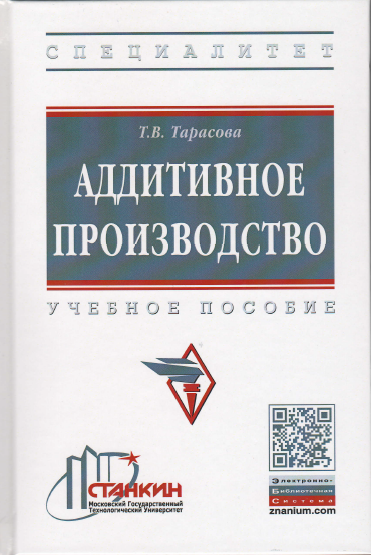 СПЕЦИАЛИТЕТ
Т.В. Тарасова
АДДИТИВНОЕ
ПРОИЗВОДСТВО
УЧЕБНОЕ ПОСОБИЕ
СТАНКИН
Московский Государственный
Технологический Университет
Электронно-
Библиотечная
Система
znanium.com